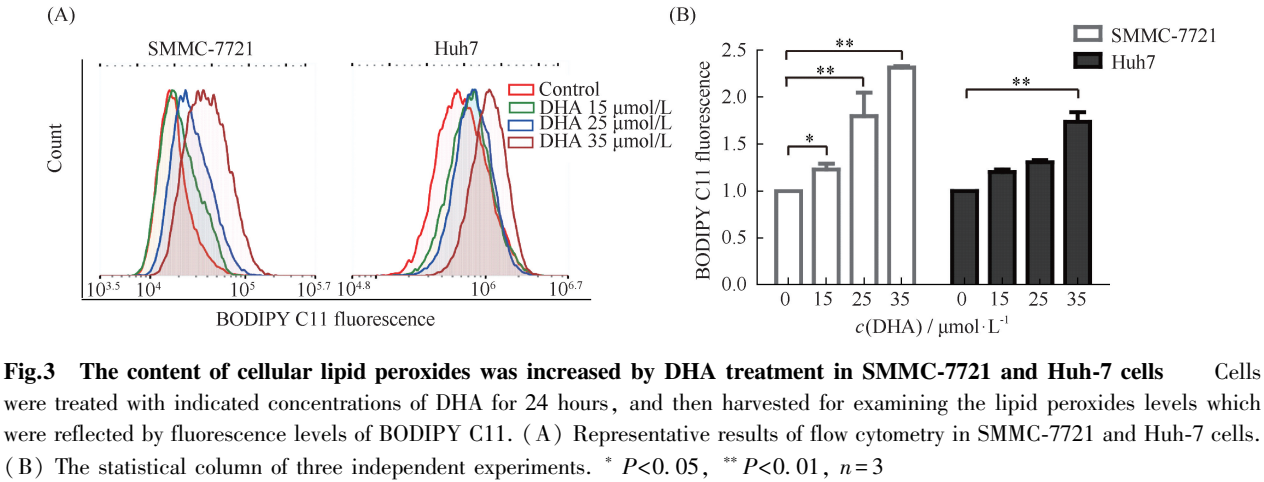 (A)
SMMC-7721
Huh7
Count
Control
DHA 15 μmol/L
DHA 25 μmol/L
DHA 35 μmol/L
10^3.5 10^4 10^5 10^5.7 10^4.8 10^6 10^6.7
BODIPY C11 fluorescence
(B)
SMMC-7721
Huh7
BODIPY C11 fluorescence
2.5
2.0
1.5
1.0
0.5
0.0
** ** * **
0 15 25 35 0 15 25 35
c(DHA) / μmol·L⁻¹
Fig.3 The content of cellular lipid peroxides was increased by DHA treatment in SMMC-7721 and Huh-7 cells Cells
were treated with indicated concentrations of DHA for 24 hours, and then harvested for examining the lipid peroxides levels which
were reflected by fluorescence levels of BODIPY C11. (A) Representative results of flow cytometry in SMMC-7721 and Huh-7 cells.
(B) The statistical column of three independent experiments. * P<0.05, ** P<0.01, n=3